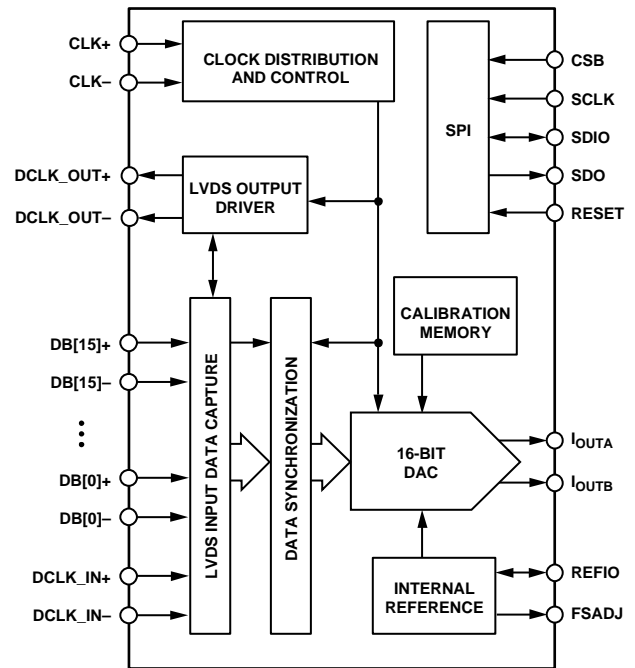 CLK+
CLK–
CLOCK DISTRIBUTION
AND CONTROL
SPI
CSB
SCLK
SDIO
SDO
RESET
DCLK_OUT+
DCLK_OUT–
LVDS OUTPUT
DRIVER
CALIBRATION
MEMORY
DB[15]+
DB[15]–
DB[0]+
DB[0]–
DCLK_IN+
DCLK_IN–
LVDS INPUT DATA CAPTURE
DATA SYNCHRONIZATION
16-BIT
DAC
IOUTA
IOUTB
INTERNAL
REFERENCE
REFIO
FSADJ